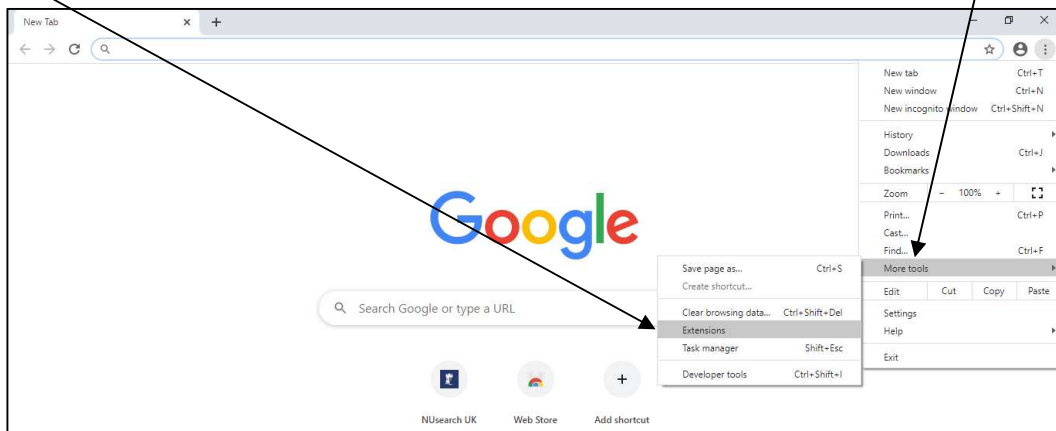 New Tab
New tab Ctrl+T
New window Ctrl+N
New incognito window Ctrl+Shift+N
History
Downloads Ctrl+J
Bookmarks
Zoom - 100% +
Print... Ctrl+P
Cast...
Find... Ctrl+F
More tools
Edit Cut Copy Paste
Settings
Help
Exit
Google
Save page as... Ctrl+S
Create shortcut...
Clear browsing data... Ctrl+Shift+Del
Extensions
Task manager Shift+Esc
Developer tools Ctrl+Shift+I
Search Google or type a URL
NUsearch UK Web Store Add shortcut